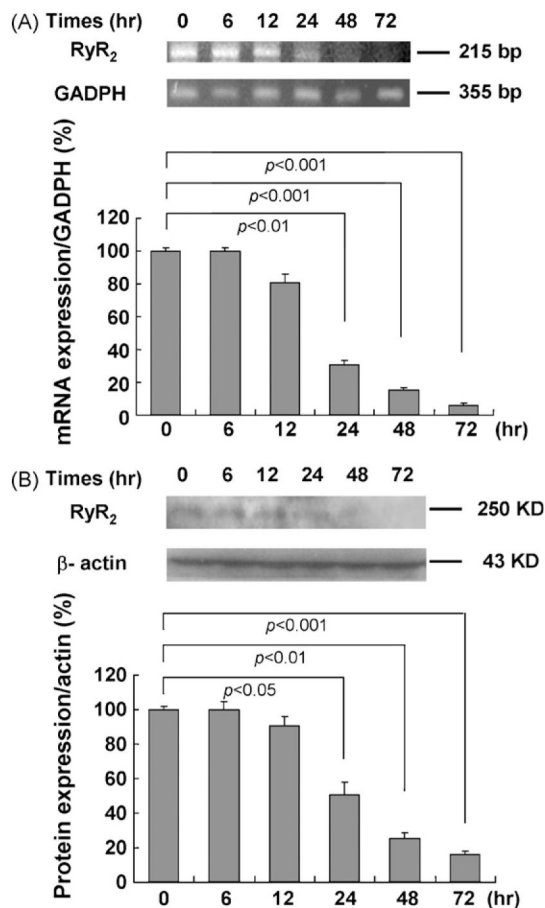 (A) Times (hr) 0 6 12 24 48 72
RyR2 215 bp
GADPH 355 bp
mRNA expression/GADPH (%)
p<0.001
p<0.001
p<0.01
120
100
80
60
40
20
0
0 6 12 24 48 72 (hr)
(B) Times (hr) 0 6 12 24 48 72
RyR2 250 KD
β- actin 43 KD
Protein expression/actin (%)
p<0.001
p<0.01
p<0.05
120
100
80
60
40
20
0
0 6 12 24 48 72 (hr)